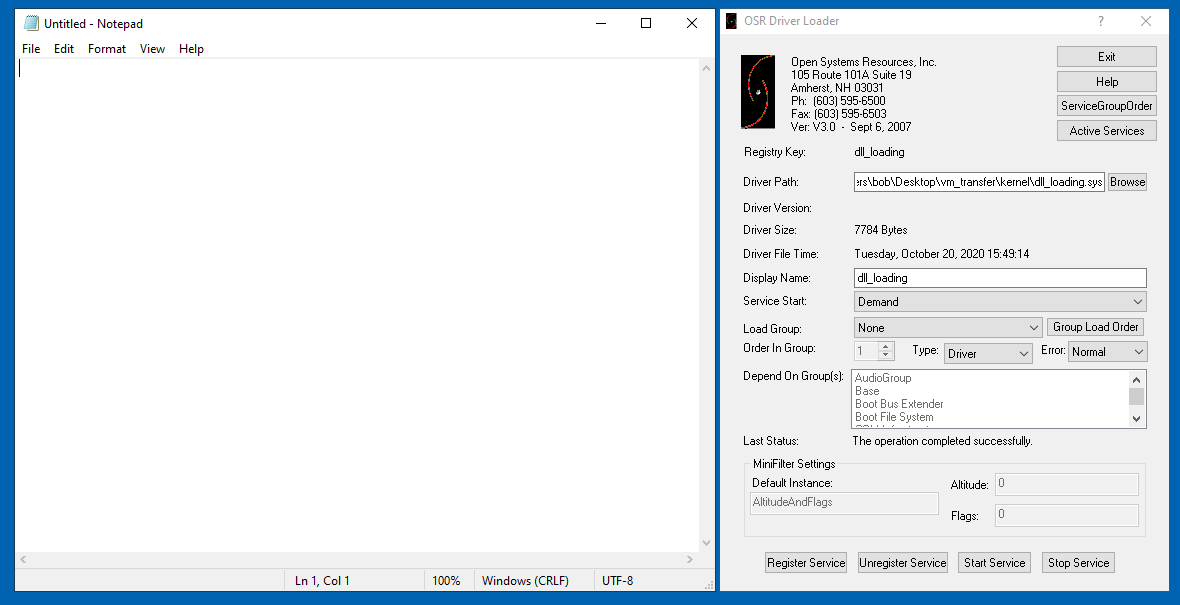 Untitled - Notepad
File Edit Format View Help
Ln 1, Col 1 100% Windows (CRLF) UTF-8
OSR Driver Loader ?
Open Systems Resources, Inc.
105 Route 101A Suite 19
Amherst, NH 03031
Ph: (603) 595-6500
Fax: (603) 595-6503
Ver: V3.0 - Sept 6, 2007
Exit
Help
ServiceGroupOrder
Active Services
Registry Key: dll_loading
Driver Path: ers\bob\Desktop\vm_transfer\kernel\dll_loading.sys Browse
Driver Version:
Driver Size: 7784 Bytes
Driver File Time: Tuesday, October 20, 2020 15:49:14
Display Name: dll_loading
Service Start: Demand
Load Group: None Group Load Order
Order In Group: 1 Type: Driver Error: Normal
Depend On Group(s): AudioGroup
Base
Boot Bus Extender
Boot File System
Last Status: The operation completed successfully.
MiniFilter Settings
Default Instance:
AltitudeAndFlags
Altitude: 0
Flags: 0
Register Service Unregister Service Start Service Stop Service